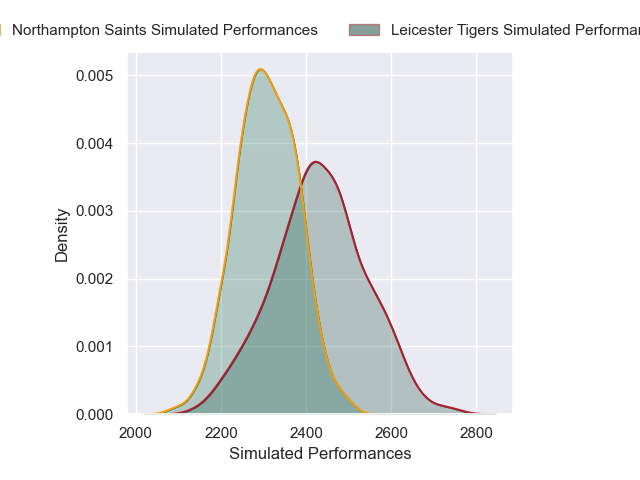 Northampton Saints Simulated Performances
Leicester Tigers Simulated
0.005
0.004
0.003
0.002
0.001
0.000
Density
2000 2200 2400 2600 2800
Simulated Performances